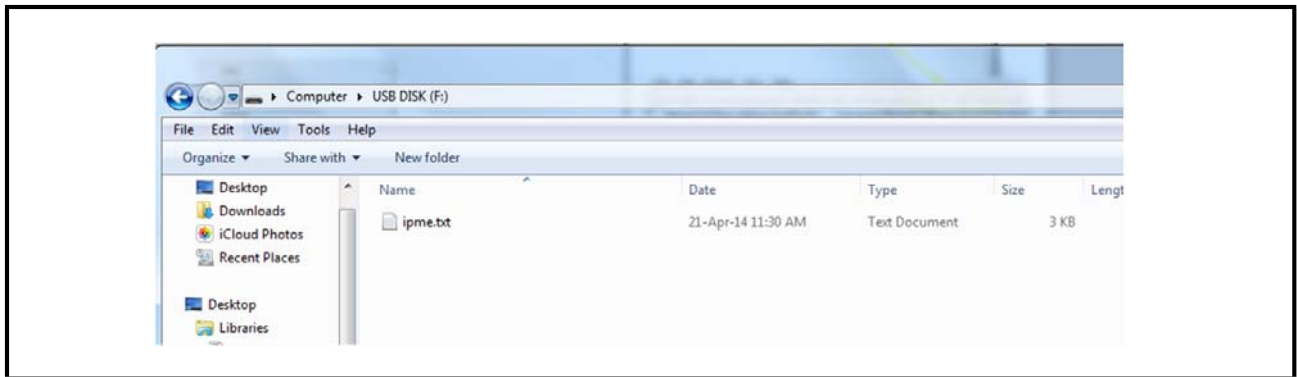 Computer ▸ USB DISK (F:)
File Edit View Tools Help
Organize ▾ Share with ▾ New folder
Desktop
Downloads
iCloud Photos
Recent Places
Desktop
Libraries
Name Date Type Size Lengt
ipme.txt 21-Apr-14 11:30 AM Text Document 3 KB